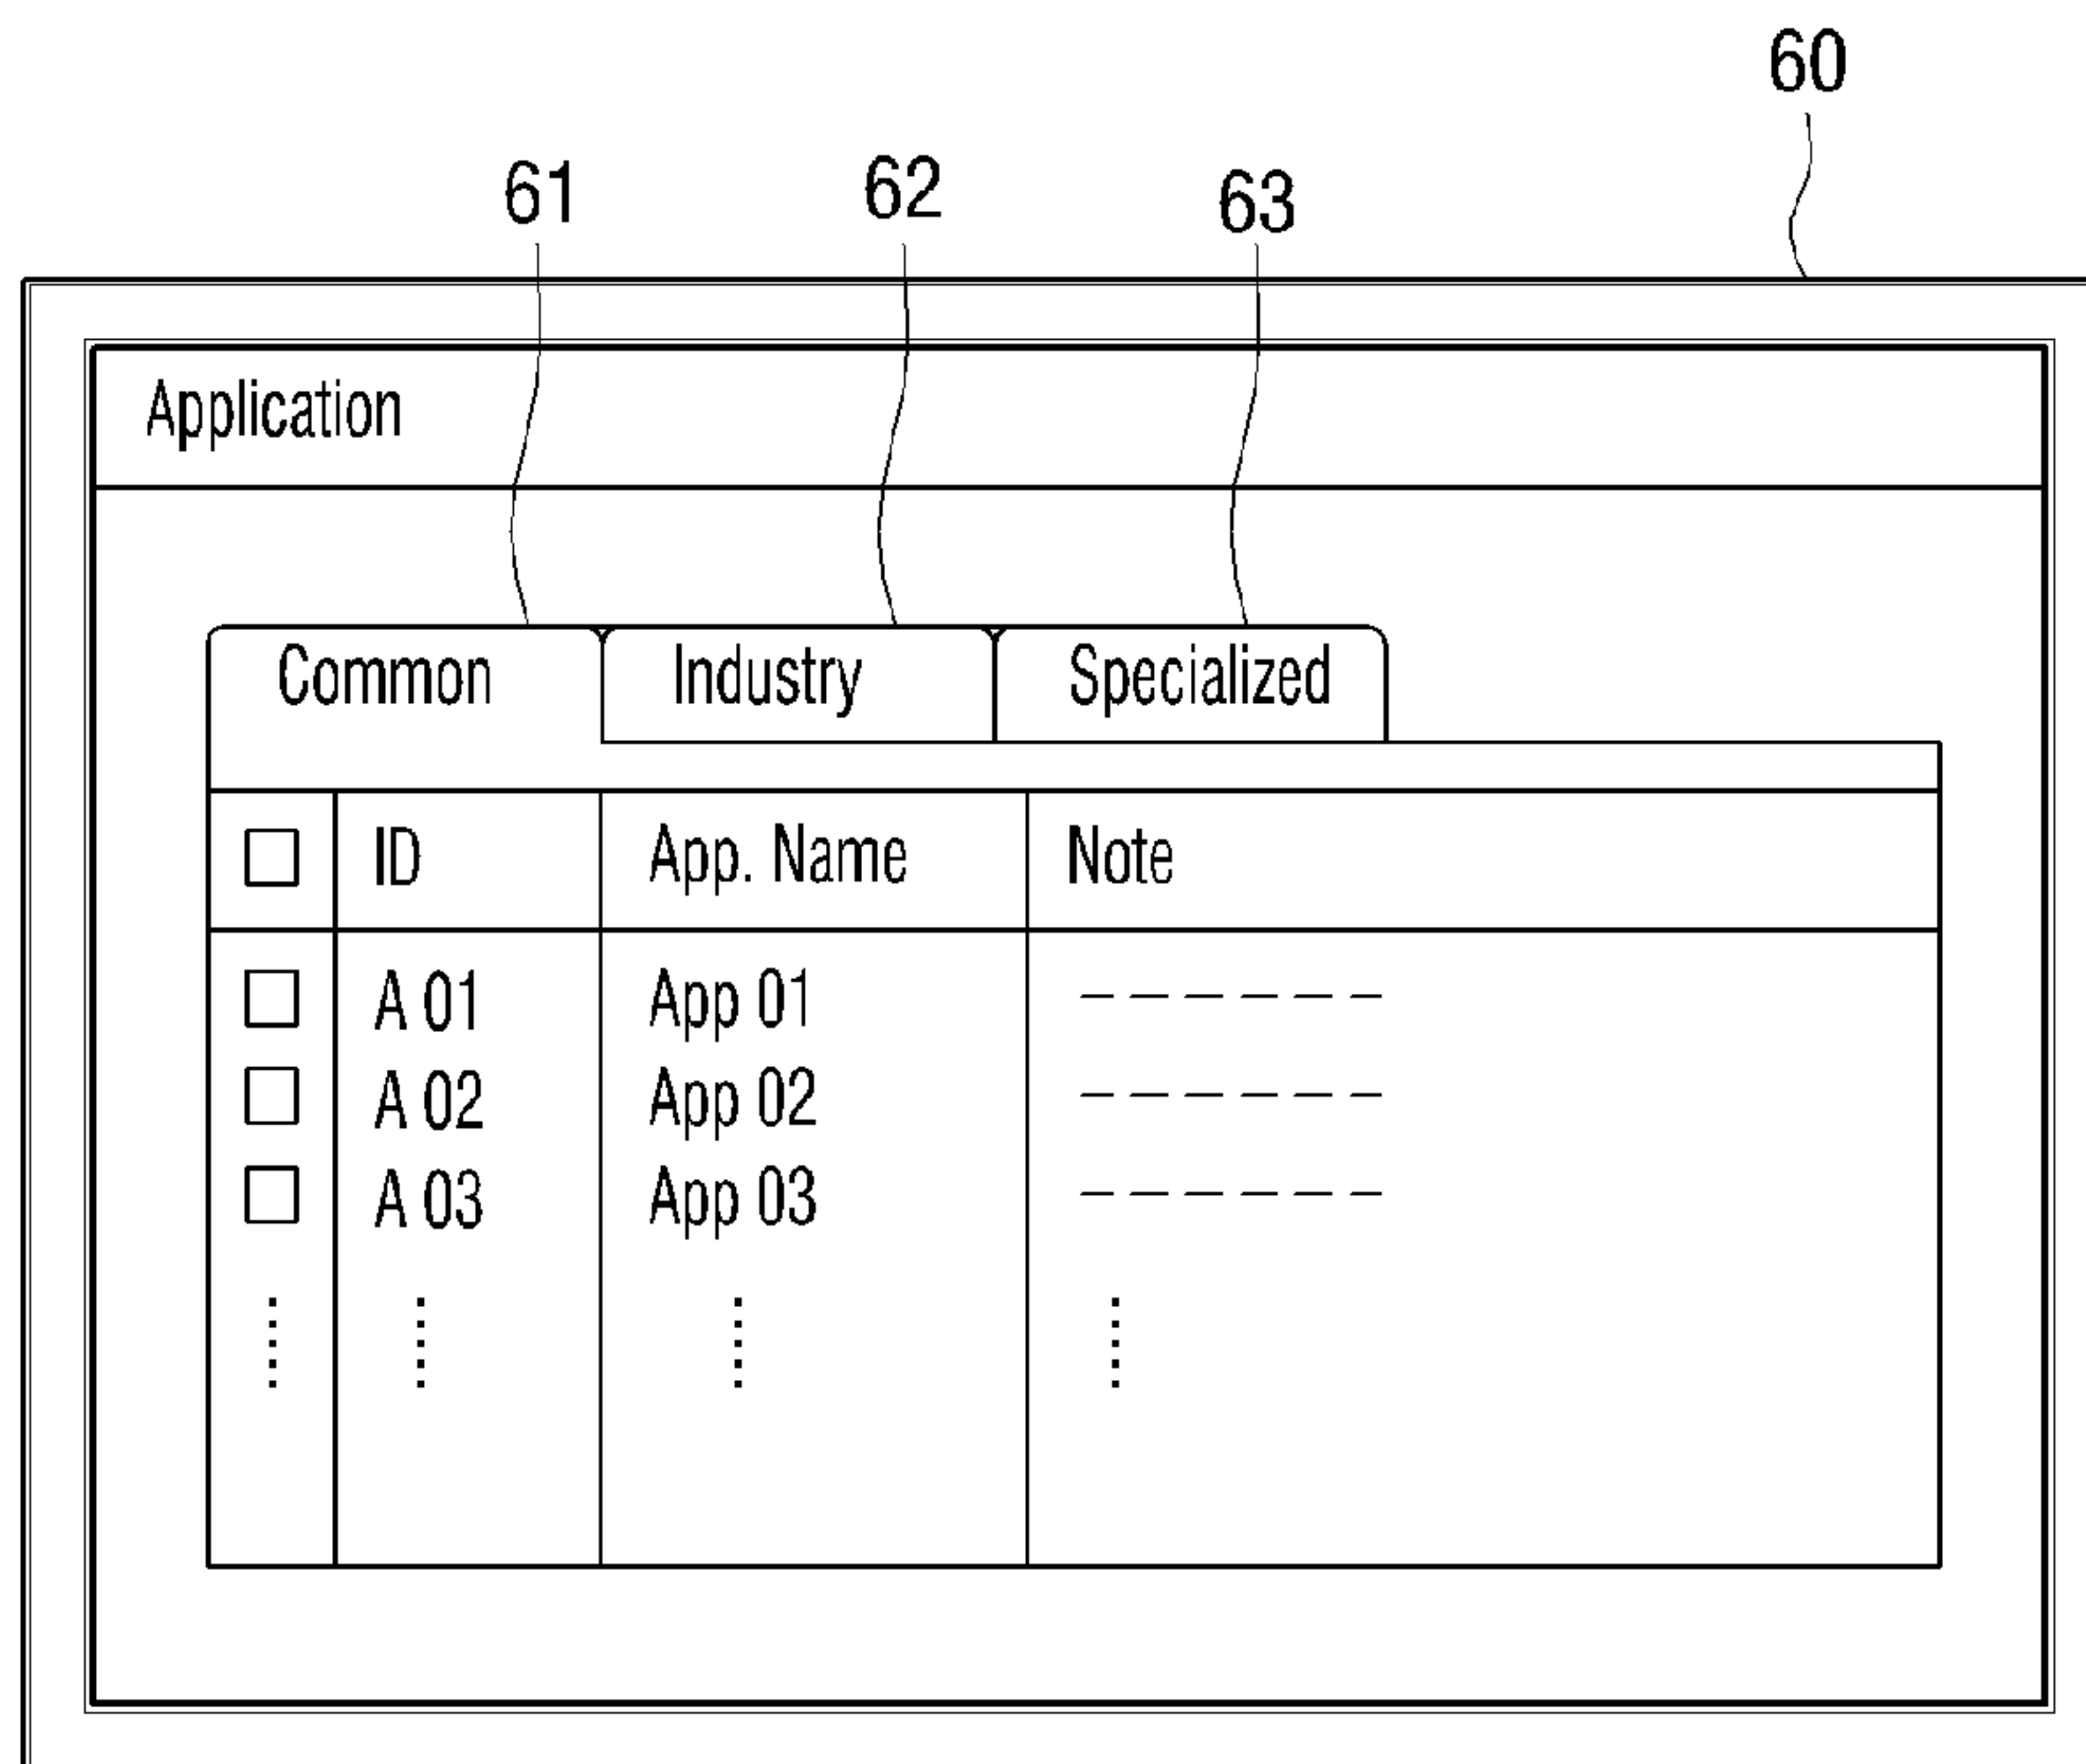 60
61 62 63
Application
Common Industry Specialized
ID App. Name Note
A 01 App 01 – – – – – –
A 02 App 02 – – – – – –
A 03 App 03 – – – – – –